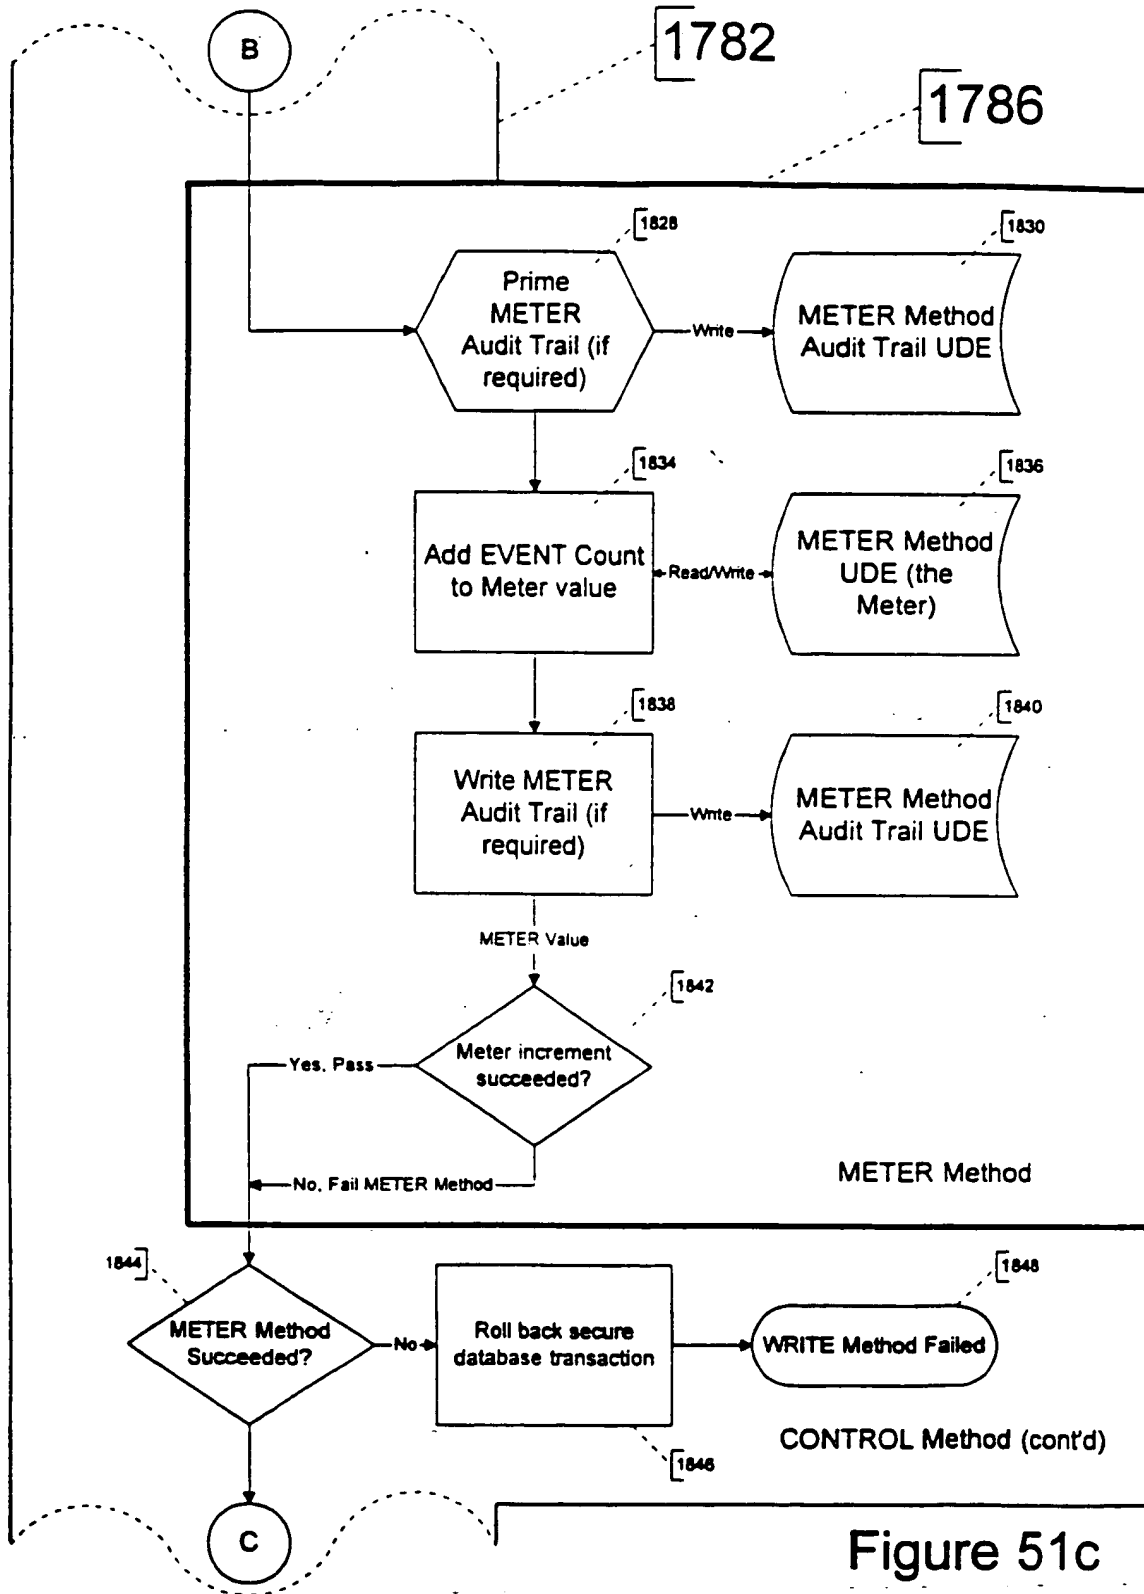 B
1782
1786
1828
1830
Prime
METER
Audit Trail (if
required)
Write
METER Method
Audit Trail UDE
1834
1836
Add EVENT Count
to Meter value
Read/Write
METER Method
UDE (the
Meter)
1838
1840
Write METER
Audit Trail (if
required)
Write
METER Method
Audit Trail UDE
METER Value
1842
Meter increment
succeeded?
Yes, Pass
No, Fail METER Method
METER Method
1844
1848
METER Method
Succeeded?
No
Roll back secure
database transaction
WRITE Method Failed
1846
CONTROL Method (cont'd)
C
Figure 51c